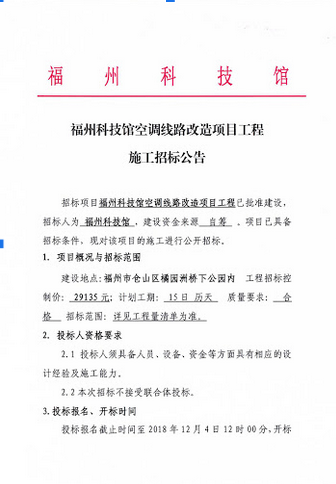 福州科技馆
福州科技馆空调线路改造项目工程
施工招标公告
招标项目福州科技馆空调线路改造项目工程已批准建设，
招标人为 福州科技馆 ，建设资金来源 自筹 。项目已具备
招标条件，现对该项目的施工进行公开招标。
1. 项目概况与招标范围
建设地点:福州市仓山区橘园洲桥下公园内 工程招标控
制价: 29135元; 计划工期: 15日 历天 质量要求: 合
格 招标范围: 详见工程量清单为准。
2. 投标人资格要求
2.1 投标人须具备人员、设备、资金等方面具有相应的设
计经验及施工能力。
2.2本次招标不接受联合体投标。
3.投标报名、开标时间
投标报名截止时间至2018年12月4日12时00分，开标